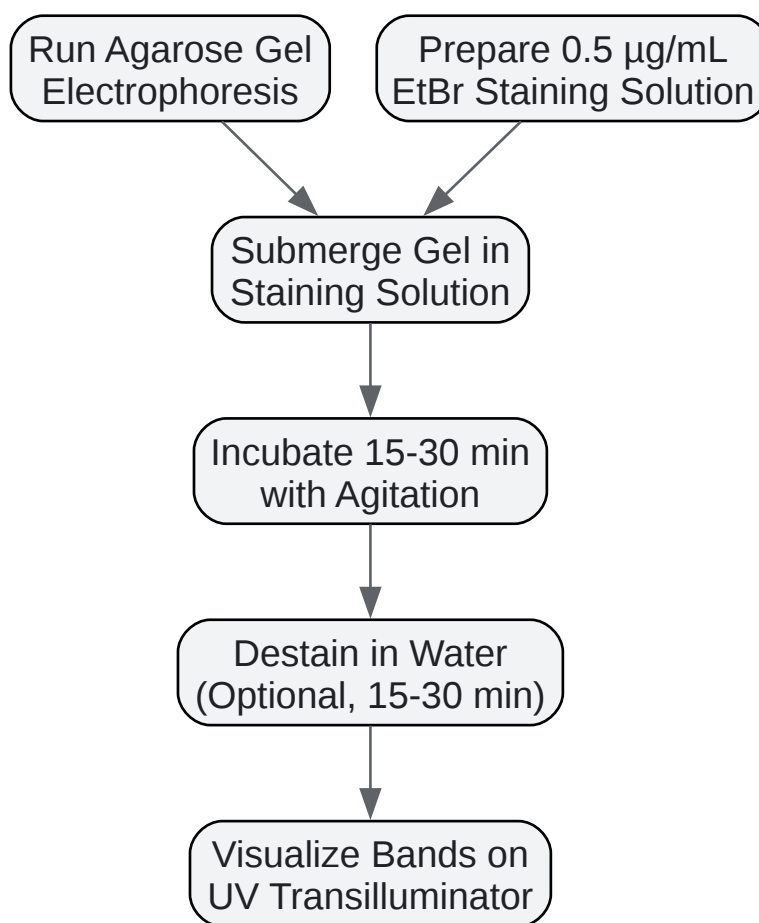 Run Agarose Gel
Electrophoresis
Prepare 0.5 µg/mL
EtBr Staining Solution
Submerge Gel in
Staining Solution
Incubate 15-30 min
with Agitation
Destain in Water
(Optional, 15-30 min)
Visualize Bands on
UV Transilluminator